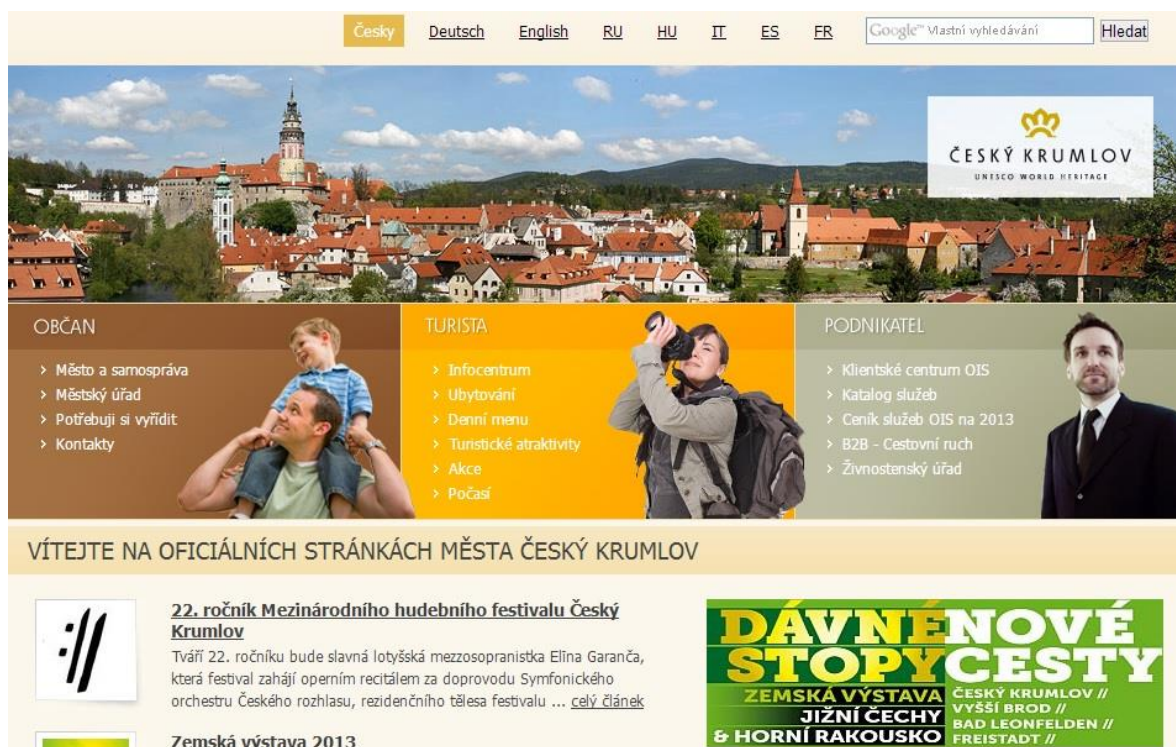 Česky Deutsch English RU HU IT ES FR Google™ Vlastní vyhledávání Hledat
ČESKÝ KRUMLOV
UNESCO WORLD HERITAGE
OBČAN
> Město a samospráva
> Městský úřad
> Potřebuji si vyřídit
> Kontakty
TURISTA
> Infocentrum
> Ubytování
> Denní menu
> Turistické atraktivity
> Akce
> Počasí
PODNIKATEL
> Klientské centrum OIS
> Katalog služeb
> Ceník služeb OIS na 2013
> B2B - Cestovní ruch
> Živnostenský úřad
VÍTEJTE NA OFICIÁLNÍCH STRÁNKÁCH MĚSTA ČESKÝ KRUMLOV
22. ročník Mezinárodního hudebního festivalu Český
Krumlov
Tváří 22. ročníku bude slavná lotyšská mezzosopranistka Elīna Garanča,
která festival zahájí operním recitálem za doprovodu Symfonického
orchestru Českého rozhlasu, rezidenčního tělesa festivalu ... celý článek
Zemská výstava 2013
DÁVNÉ NOVÉ
STOPY CESTY
ZEMSKÁ VÝSTAVA
JIŽNÍ ČECHY
& HORNÍ RAKOUSKO
ČESKÝ KRUMLOV //
VYŠŠÍ BROD //
BAD LEONFELDEN //
FREISTADT //